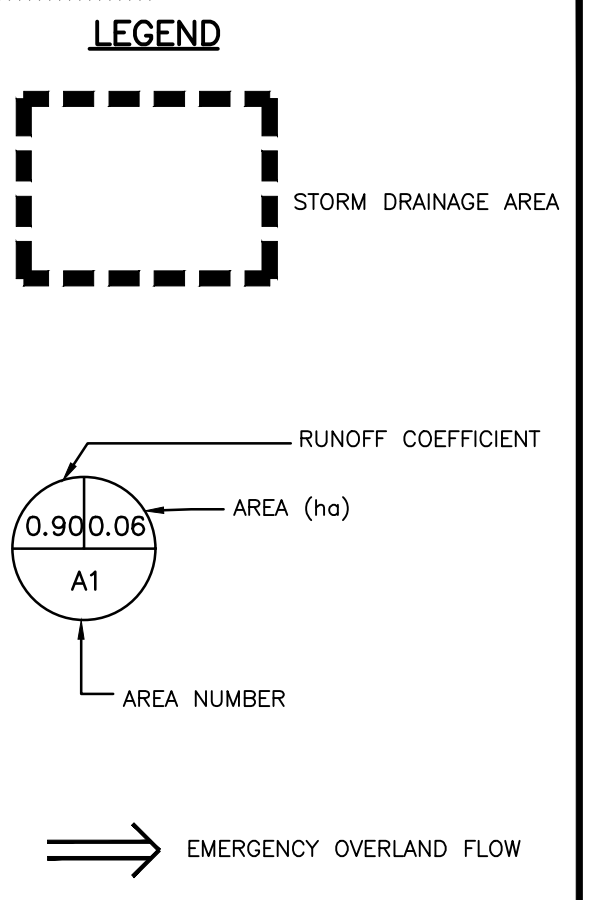 LEGEND
STORM DRAINAGE AREA
RUNOFF COEFFICIENT
AREA (ha)
0.90 0.06
A1
AREA NUMBER
EMERGENCY OVERLAND FLOW